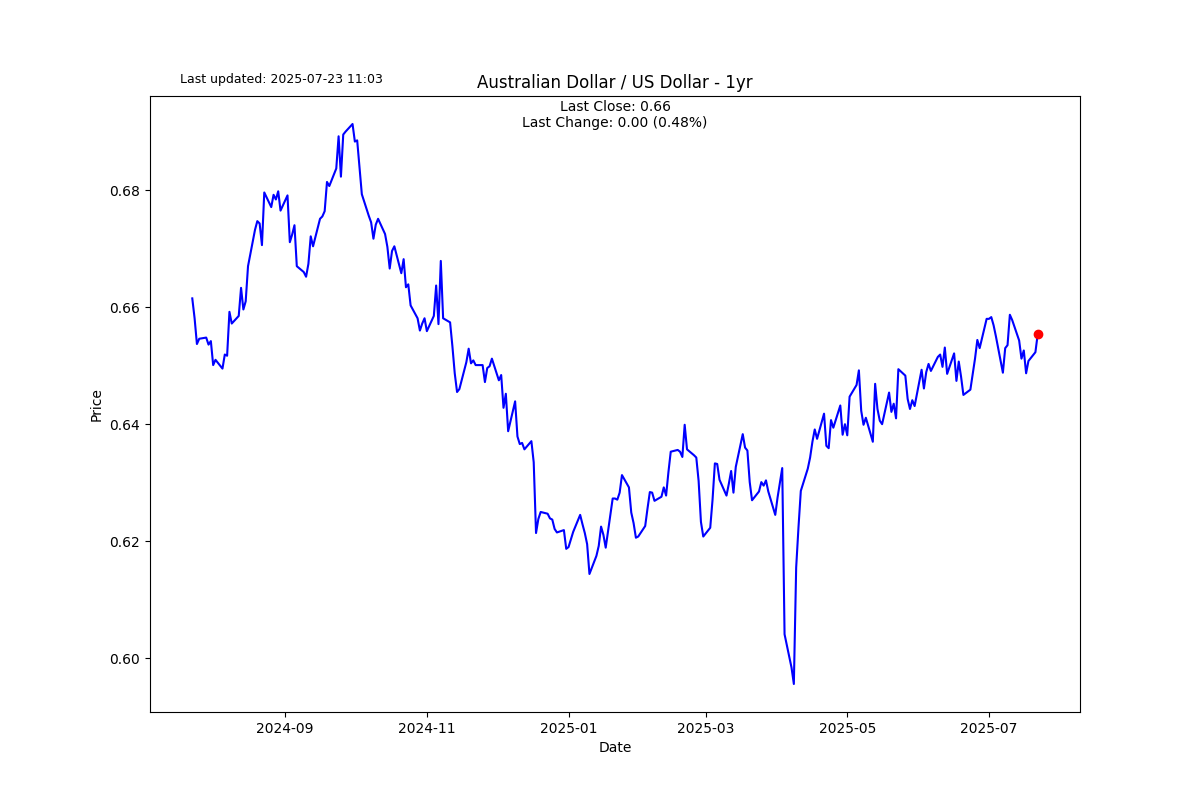 Last updated: 2025-07-23 11:03
Australian Dollar / US Dollar - 1yr
Last Close: 0.66
Last Change: 0.00 (0.48%)
Price
0.68
0.66
0.64
0.62
0.60
2024-09 2024-11 2025-01 2025-03 2025-05 2025-07
Date